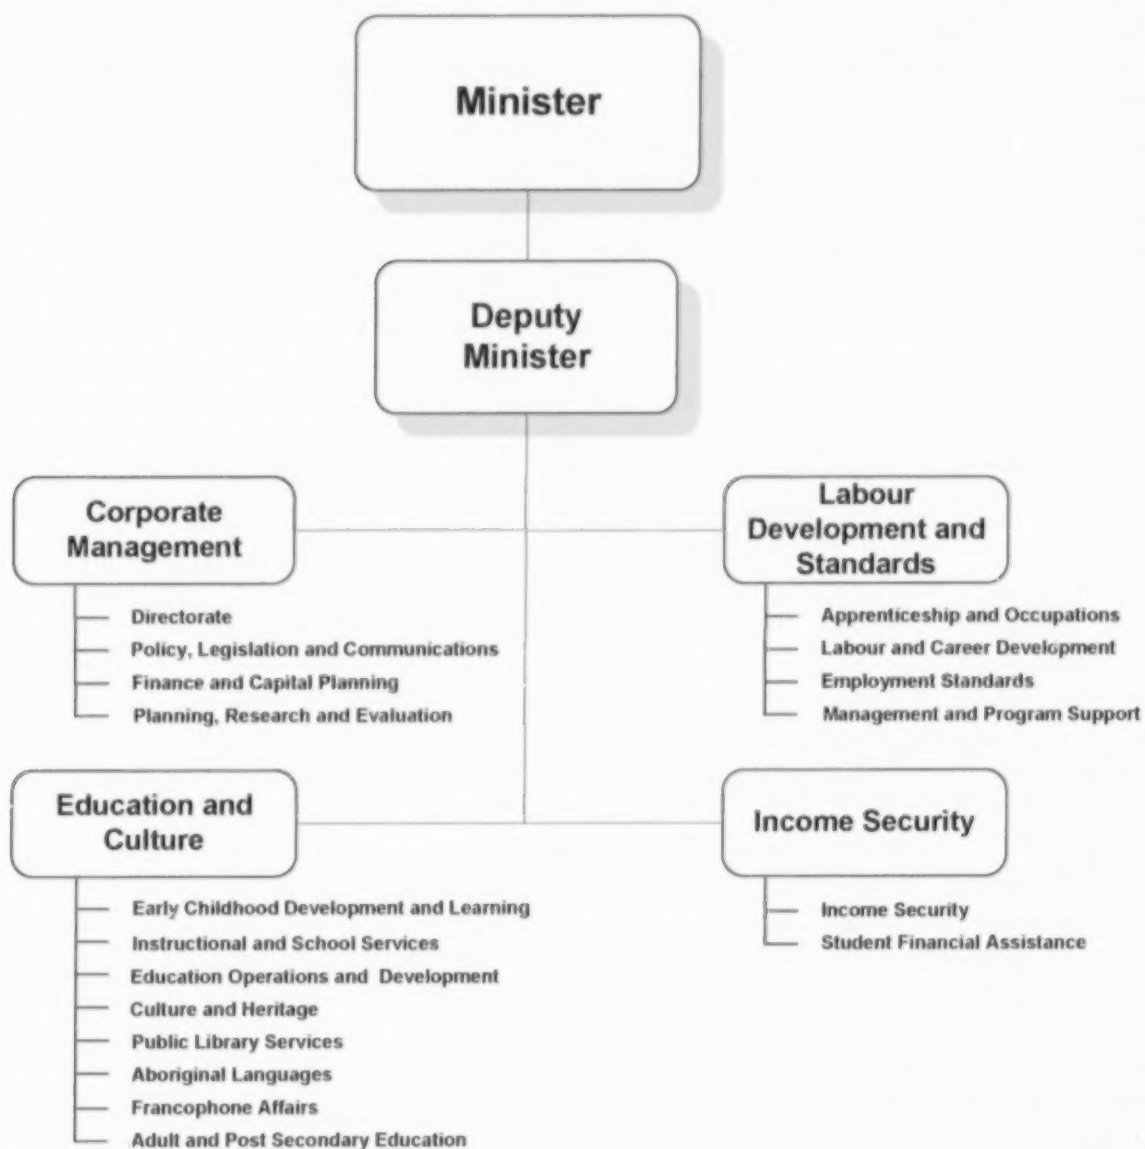 Minister
Deputy
Minister
Corporate
Management
Directorate
Policy, Legislation and Communications
Finance and Capital Planning
Planning, Research and Evaluation
Labour
Development and
Standards
Apprenticeship and Occupations
Labour and Career Development
Employment Standards
Management and Program Support
Education and
Culture
Early Childhood Development and Learning
Instructional and School Services
Education Operations and Development
Culture and Heritage
Public Library Services
Aboriginal Languages
Francophone Affairs
Adult and Post Secondary Education
Income Security
Income Security
Student Financial Assistance